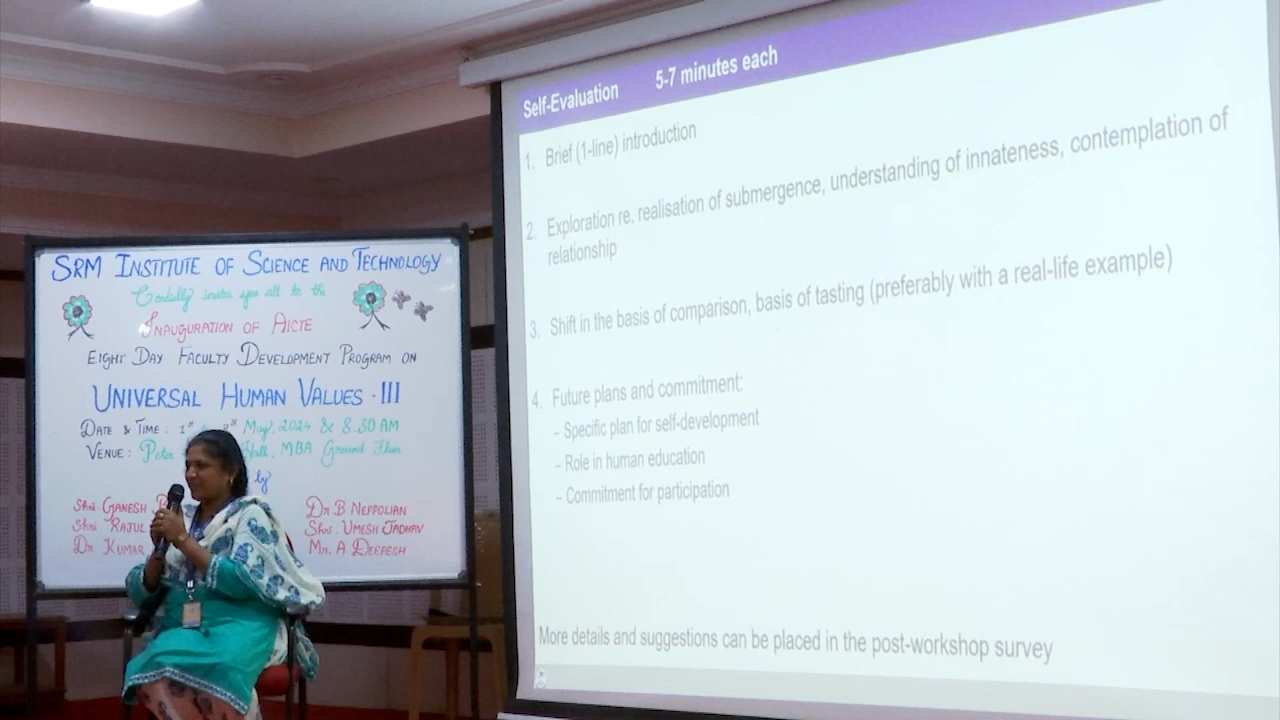 SRM INSTITUTE OF SCIENCE AND TECHNOLOGY
Cordially invites you all to the
INAUGURATION OF AICTE
EIGHT DAY FACULTY DEVELOPMENT PROGRAM ON
UNIVERSAL HUMAN VALUES - III
DATE & TIME : 1st May, 2024 & 8.30 AM
VENUE : Hall, MBA Ground Floor
by
Shri GANESH
Shri RAJUL
Dr. KUMAR
Dr B NEPPOLIAN
Shri. UMESH JADHAV
Mr. A. DEEPESH
Self-Evaluation 5-7 minutes each
1. Brief (1-line) introduction
2. Exploration re. realisation of submergence, understanding of innateness, contemplation of
relationship
3. Shift in the basis of comparison, basis of tasting (preferably with a real-life example)
4. Future plans and commitment:
– Specific plan for self-development
– Role in human education
– Commitment for participation
More details and suggestions can be placed in the post-workshop survey